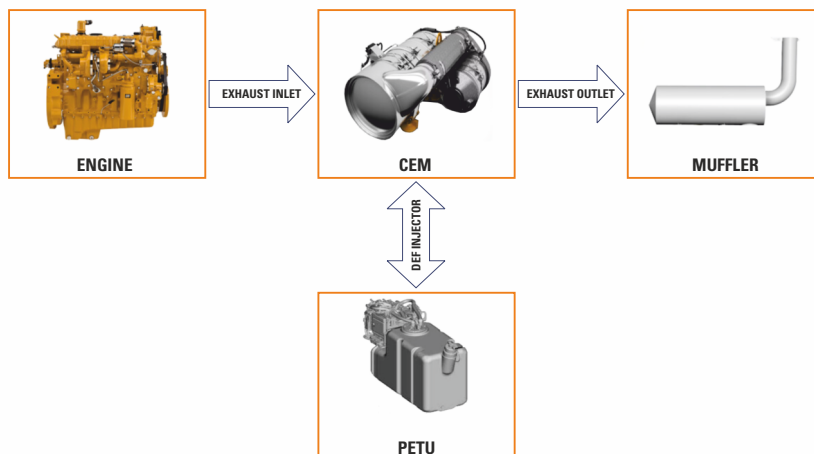 EXHAUST INLET
EXHAUST OUTLET
ENGINE
CEM
MUFFLER
DEF INJECTOR
PETU